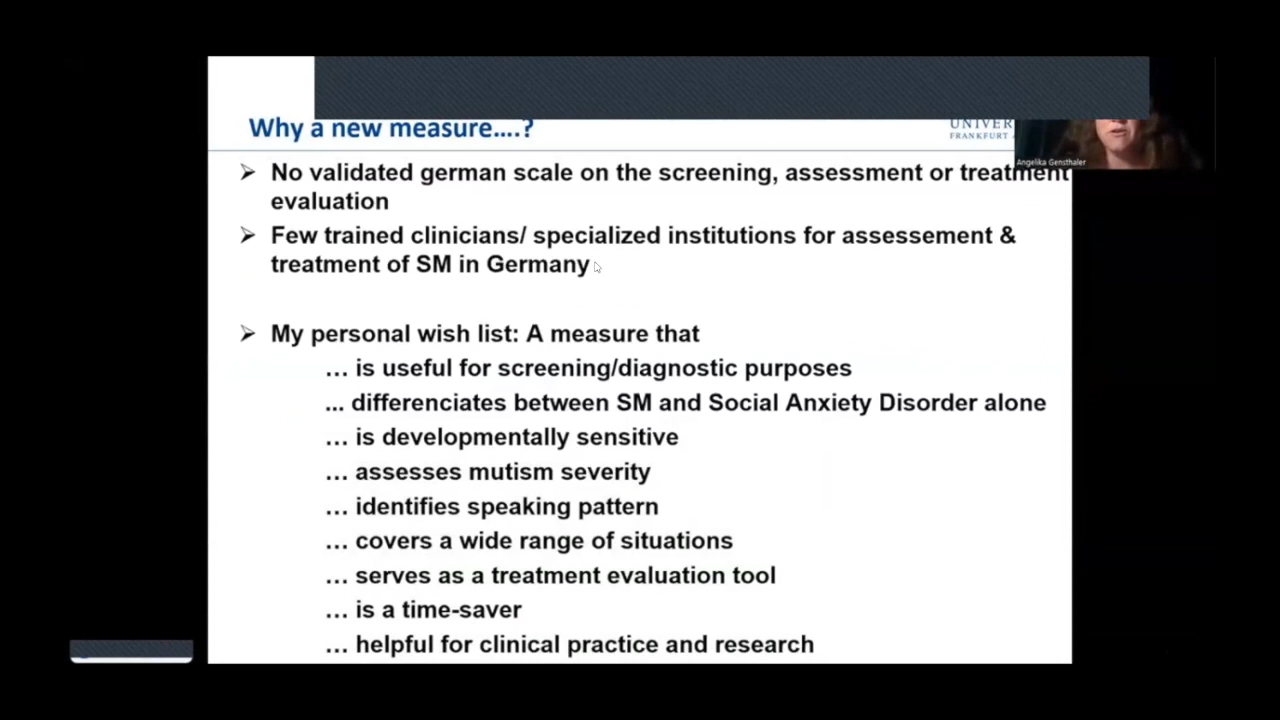 Why a new measure….?
UNIVER
FRANKFURT
Angelika Gensthaler
➢ No validated german scale on the screening, assessment or treatment
evaluation
➢ Few trained clinicians/ specialized institutions for assessement &
treatment of SM in Germany
➢ My personal wish list: A measure that
… is useful for screening/diagnostic purposes
... differenciates between SM and Social Anxiety Disorder alone
… is developmentally sensitive
… assesses mutism severity
… identifies speaking pattern
… covers a wide range of situations
… serves as a treatment evaluation tool
… is a time-saver
… helpful for clinical practice and research